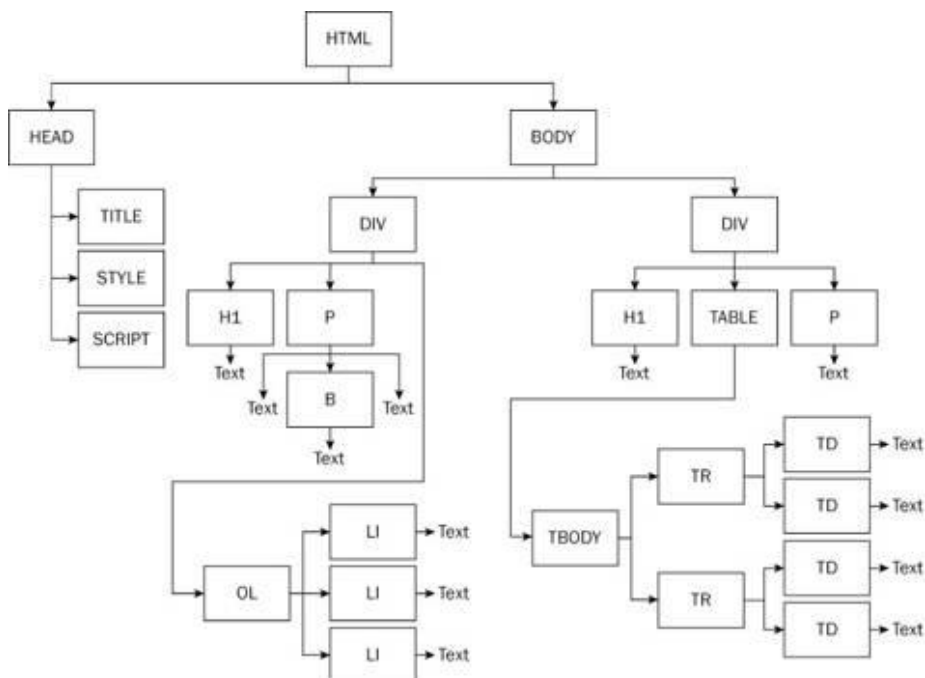 HTML
HEAD
BODY
TITLE
STYLE
SCRIPT
DIV
DIV
H1
P
H1
TABLE
P
Text
Text
B
Text
Text
Text
Text
OL
LI
Text
LI
Text
LI
Text
TBODY
TR
TD
Text
TD
Text
TR
TD
Text
TD
Text